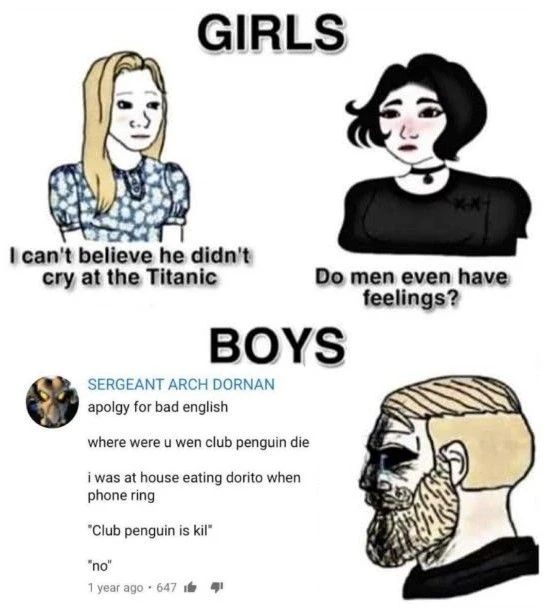 GIRLS
I can't believe he didn't
cry at the Titanic
Do men even have
feelings?
BOYS
SERGEANT ARCH DORNAN
apolgy for bad english
where were u wen club penguin die
i was at house eating dorito when
phone ring
"Club penguin is kil"
"no"
1 year ago • 647